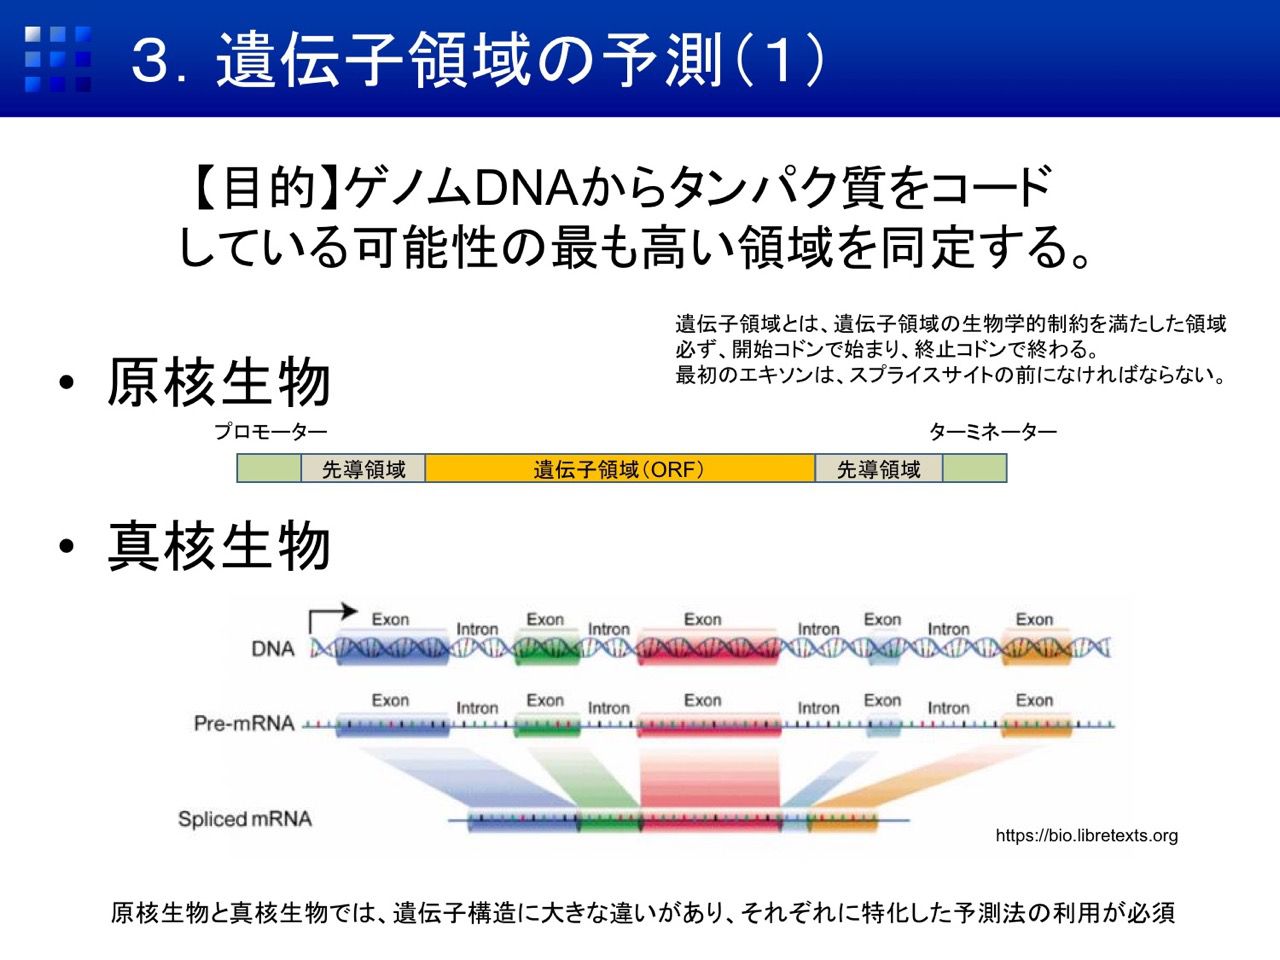 ３．遺伝子領域の予測（１）
【目的】ゲノムDNAからタンパク質をコード
している可能性の最も高い領域を同定する。
遺伝子領域とは、遺伝子領域の生物学的制約を満たした領域
必ず、開始コドンで始まり、終止コドンで終わる。
最初のエキソンは、スプライスサイトの前になければならない。
• 原核生物
プロモーター ターミネーター
先導領域 遺伝子領域（ORF） 先導領域
• 真核生物
Exon Intron Exon Intron Exon Intron Exon Intron Exon
DNA
Exon Intron Exon Intron Exon Intron Exon Intron Exon
Pre-mRNA
Spliced mRNA
https://bio.libretexts.org
原核生物と真核生物では、遺伝子構造に大きな違いがあり、それぞれに特化した予測法の利用が必須